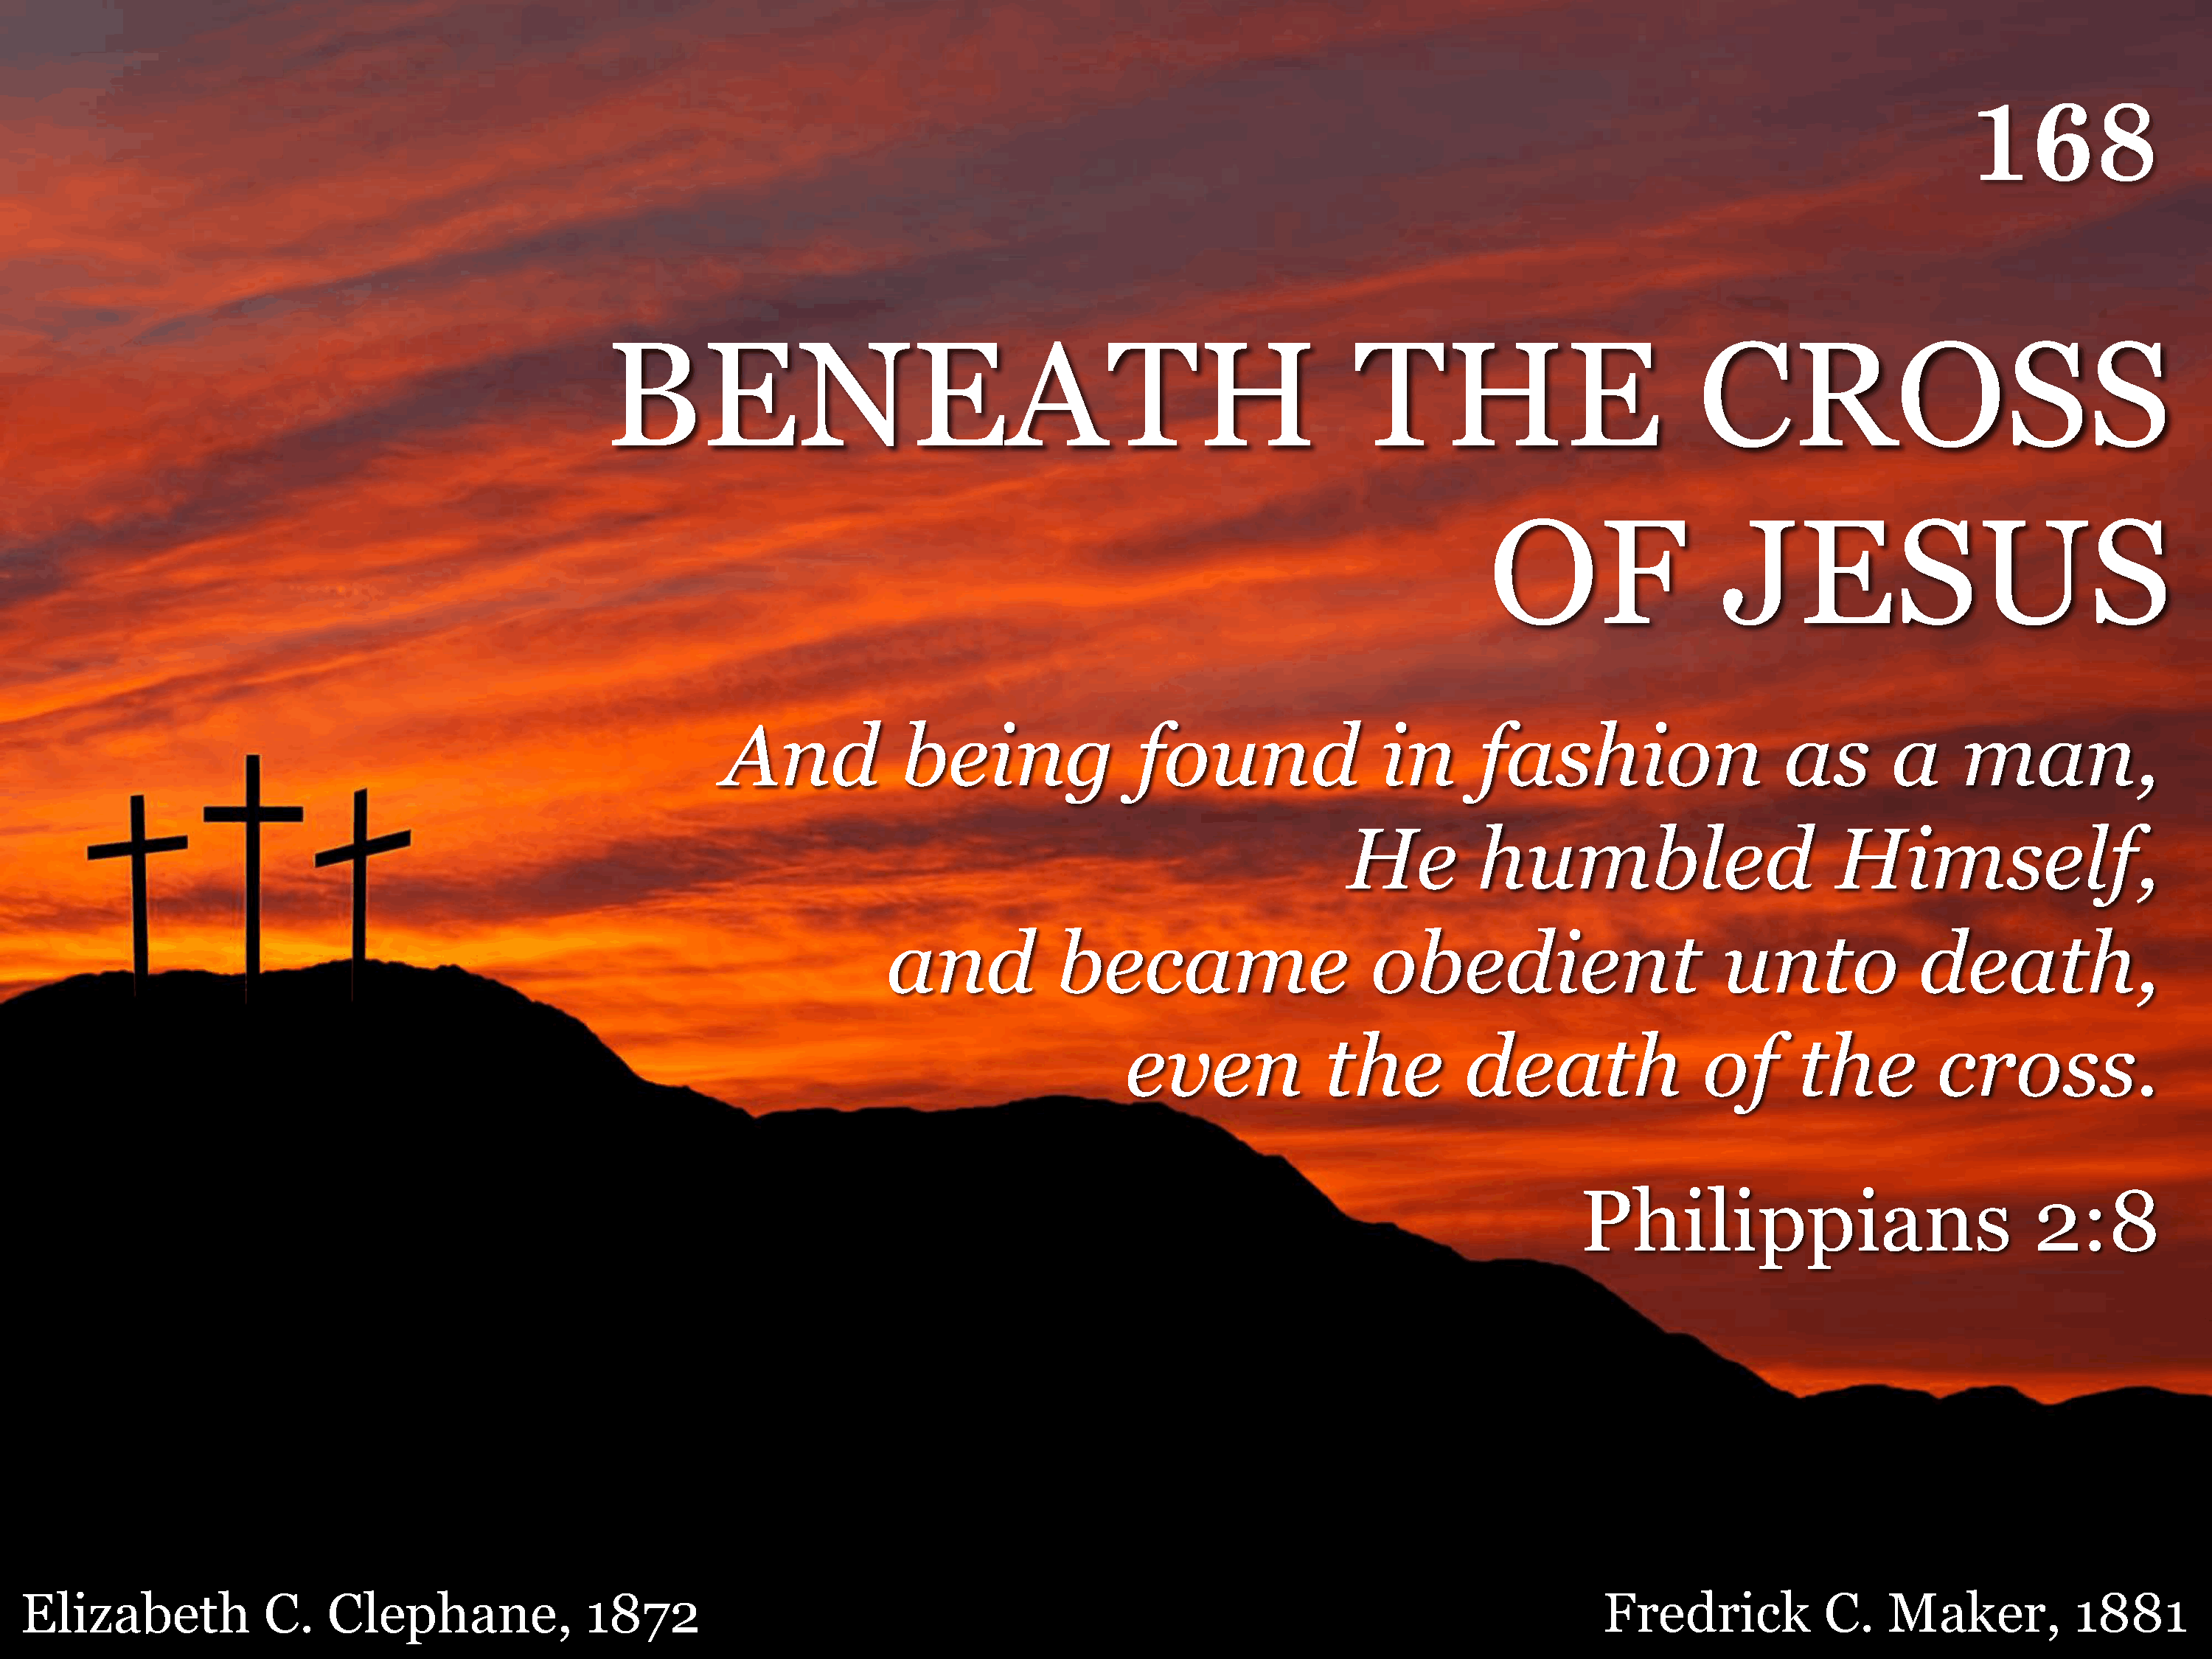 168
BENEATH THE CROSS
OF JESUS
And being found in fashion as a man,
He humbled Himself,
and became obedient unto death,
even the death of the cross.
Philippians 2:8
Elizabeth C. Clephane, 1872
Fredrick C. Maker, 1881